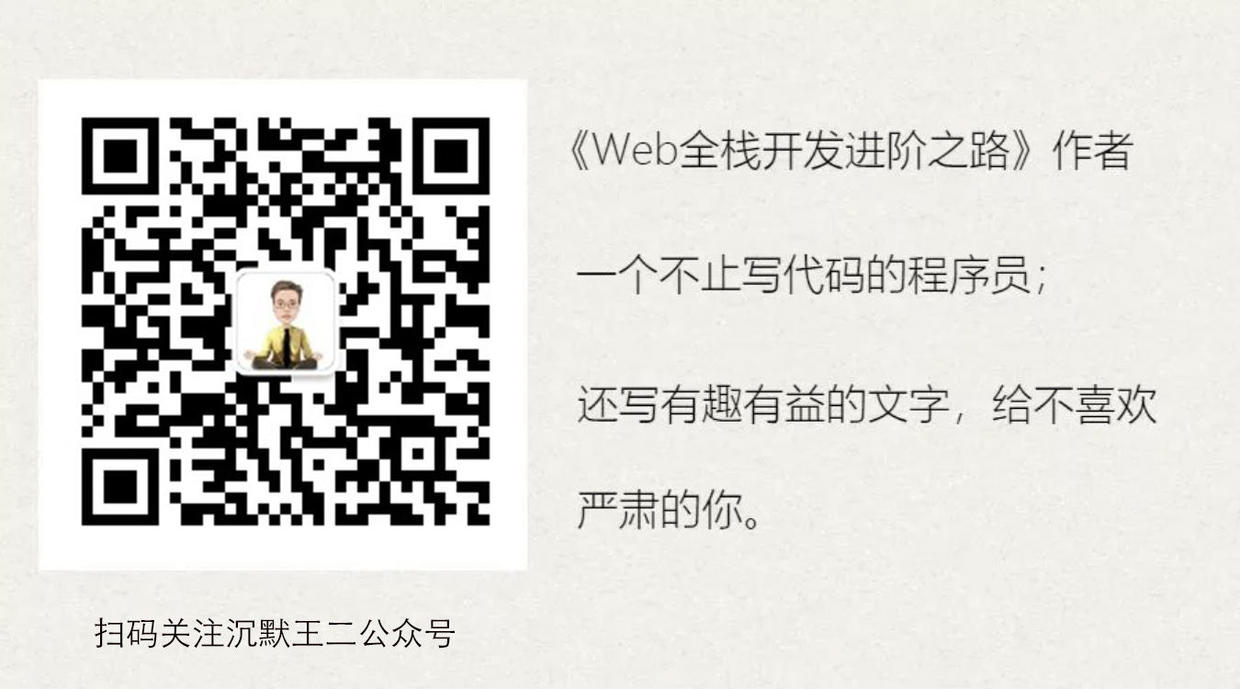 《Web全栈开发进阶之路》作者
一个不止写代码的程序员；
还写有趣有益的文字，给不喜欢
严肃的你。
扫码关注沉默王二公众号